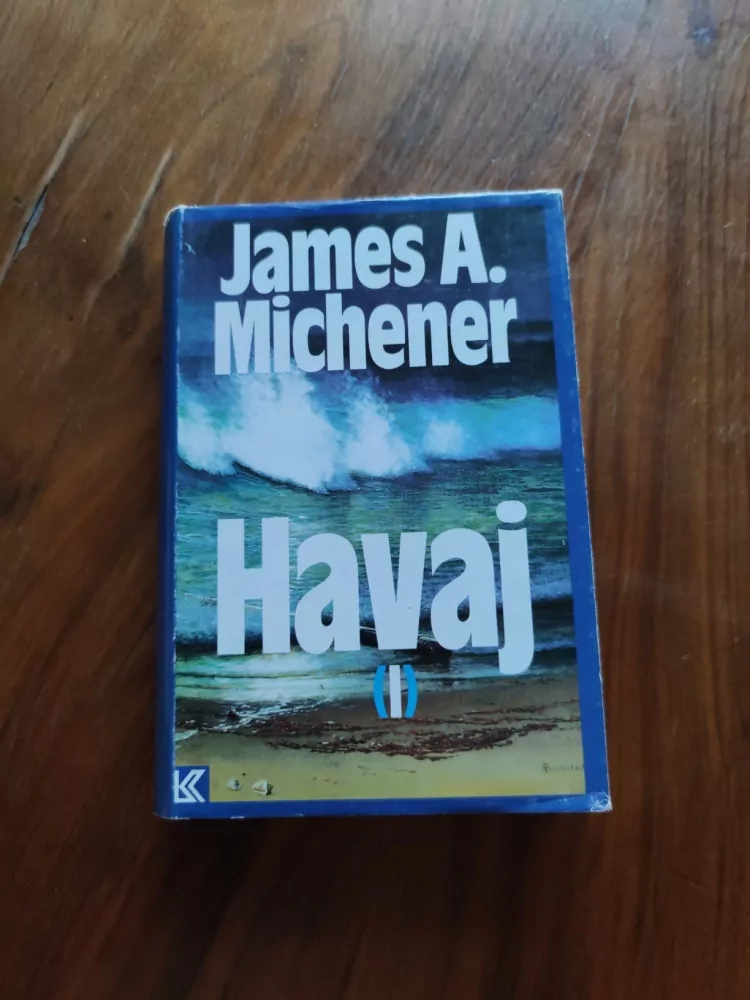 James A.
Michener
Havaj
(I)